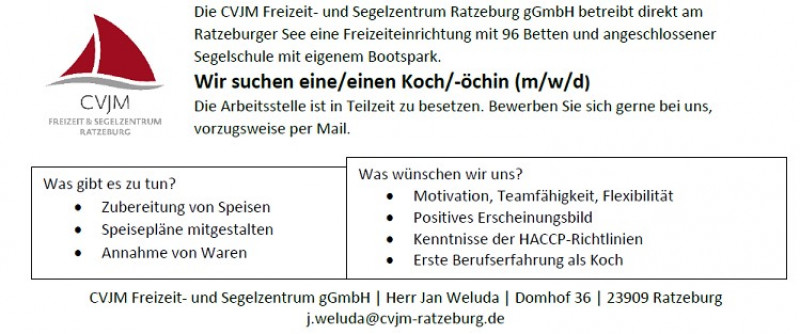 Die CVJM Freizeit- und Segelzentrum Ratzeburg gGmbH betreibt direkt am
Ratzeburger See eine Freizeiteinrichtung mit 96 Betten und angeschlossener
Segelschule mit eigenem Bootspark.
Wir suchen eine/einen Koch/-öchin (m/w/d)
Die Arbeitsstelle ist in Teilzeit zu besetzen. Bewerben Sie sich gerne bei uns,
vorzugsweise per Mail.
CVJM
FREIZEIT & SEGELZENTRUM
RATZEBURG
Was gibt es zu tun?
• Zubereitung von Speisen
• Speisepläne mitgestalten
• Annahme von Waren
Was wünschen wir uns?
• Motivation, Teamfähigkeit, Flexibilität
• Positives Erscheinungsbild
• Kenntnisse der HACCP-Richtlinien
• Erste Berufserfahrung als Koch
CVJM Freizeit- und Segelzentrum gGmbH | Herr Jan Weluda | Domhof 36 | 23909 Ratzeburg
j.weluda@cvjm-ratzeburg.de